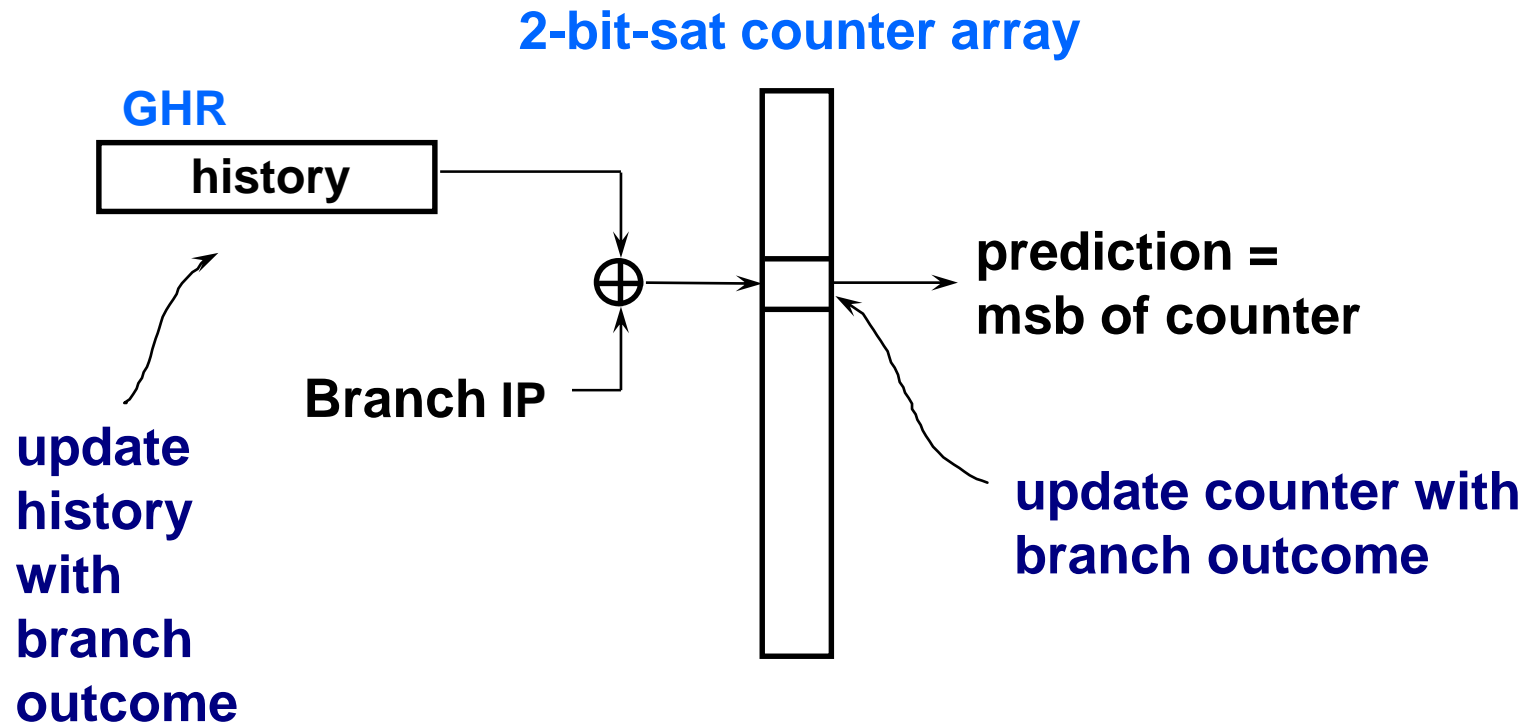 2-bit-sat counter array
GHR
history
prediction =
msb of counter
Branch IP
update
history
with
branch
outcome
update counter with
branch outcome